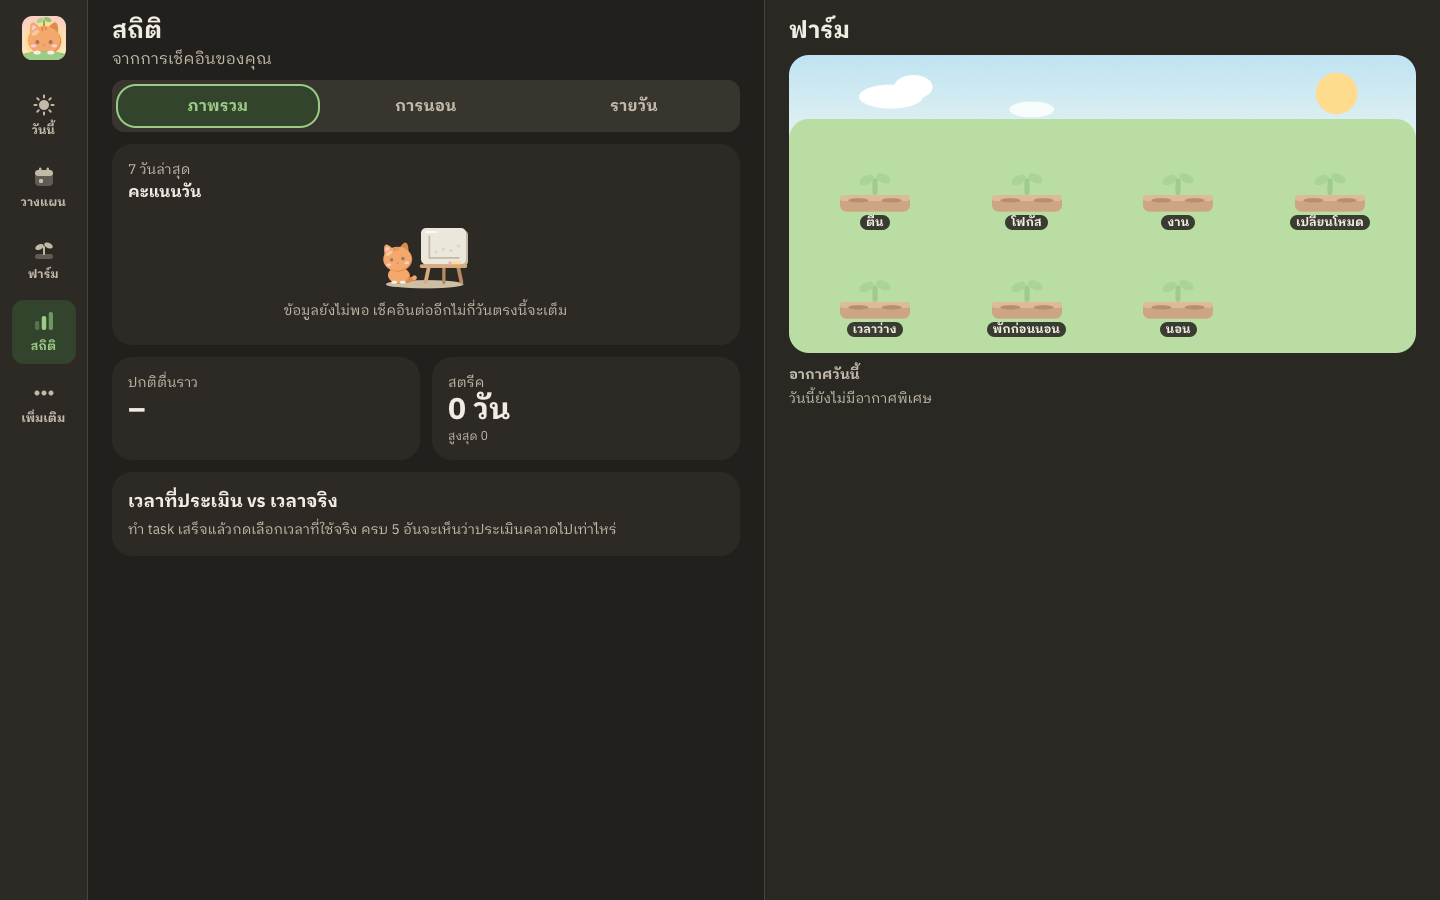 วันนี้
วางแผน
ฟาร์ม
สถิติ
เพิ่มเติม
สถิติ
จากการเช็คอินของคุณ
ภาพรวม
การนอน
รายวัน
7 วันล่าสุด
คะแนนวัน
ข้อมูลยังไม่พอ เช็คอินต่ออีกไม่กี่วันตรงนี้จะเต็ม
ปกติตื่นราว
–
สตรีค
0 วัน
สูงสุด 0
เวลาที่ประเมิน vs เวลาจริง
ทำ task เสร็จแล้วกดเลือกเวลาที่ใช้จริง ครบ 5 อันจะเห็นว่าประเมินคลาดไปเท่าไหร่
ฟาร์ม
ตื่น
โฟกัส
งาน
เปลี่ยนโหมด
เวลาว่าง
พักก่อนนอน
นอน
อากาศวันนี้
วันนี้ยังไม่มีอากาศพิเศษ